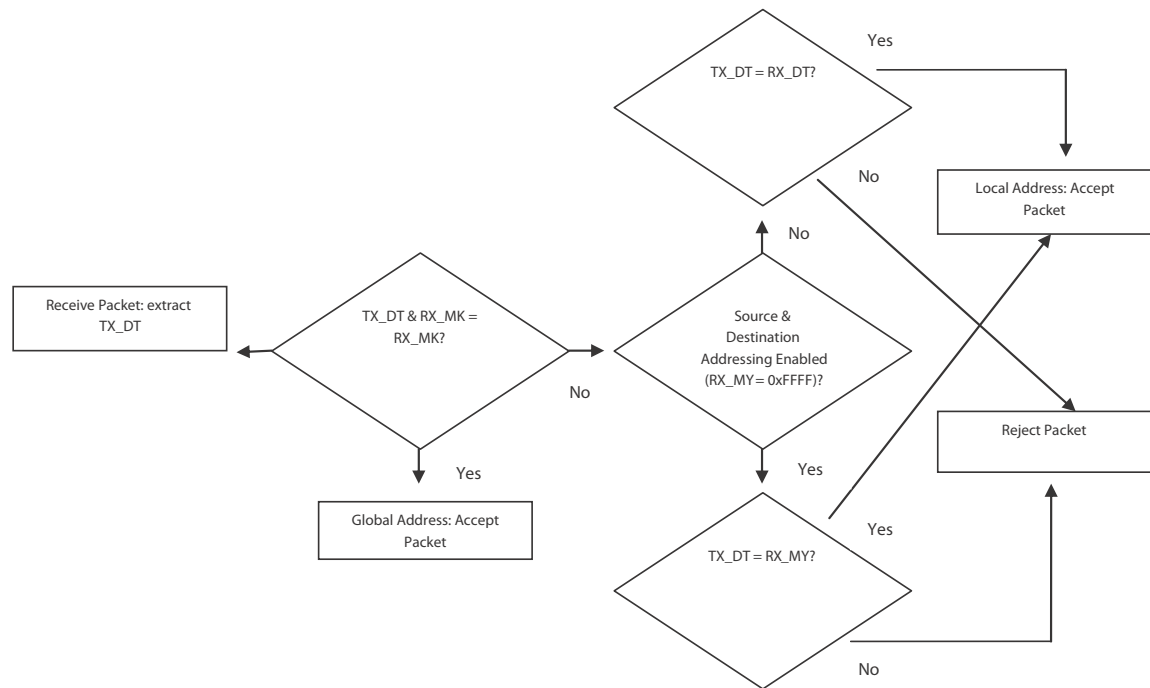 Yes
TX_DT = RX_DT?
No
Local Address: Accept
Packet
No
Receive Packet: extract
TX_DT
TX_DT & RX_MK =
RX_MK?
Source &
Destination
Addressing Enabled
(RX_MY = 0xFFFF)?
No
Reject Packet
Yes
Yes
Global Address: Accept
Packet
Yes
TX_DT = RX_MY?
No